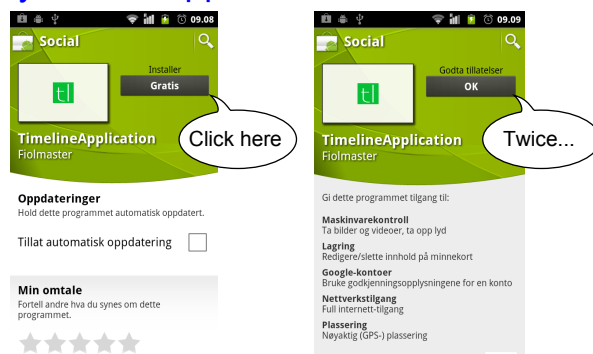 09.08
Social
tl
Installer
Gratis
Click here
TimelineApplication
Fiolmaster
Oppdateringer
Hold dette programmet automatisk oppdatert.
Tillat automatisk oppdatering
Min omtale
Fortell andre hva du synes om dette
programmet.
09.09
Social
tl
Godta tillatelser
OK
Twice...
TimelineApplication
Fiolmaster
Gi dette programmet tilgang til:
Maskinvarekontroll
Ta bilder og videoer, ta opp lyd
Lagring
Redigere/slette innhold på minnekort
Google-kontoer
Bruke godkjenningsopplysningene for en konto
Nettverkstilgang
Full internett-tilgang
Plassering
Nøyaktig (GPS-) plassering